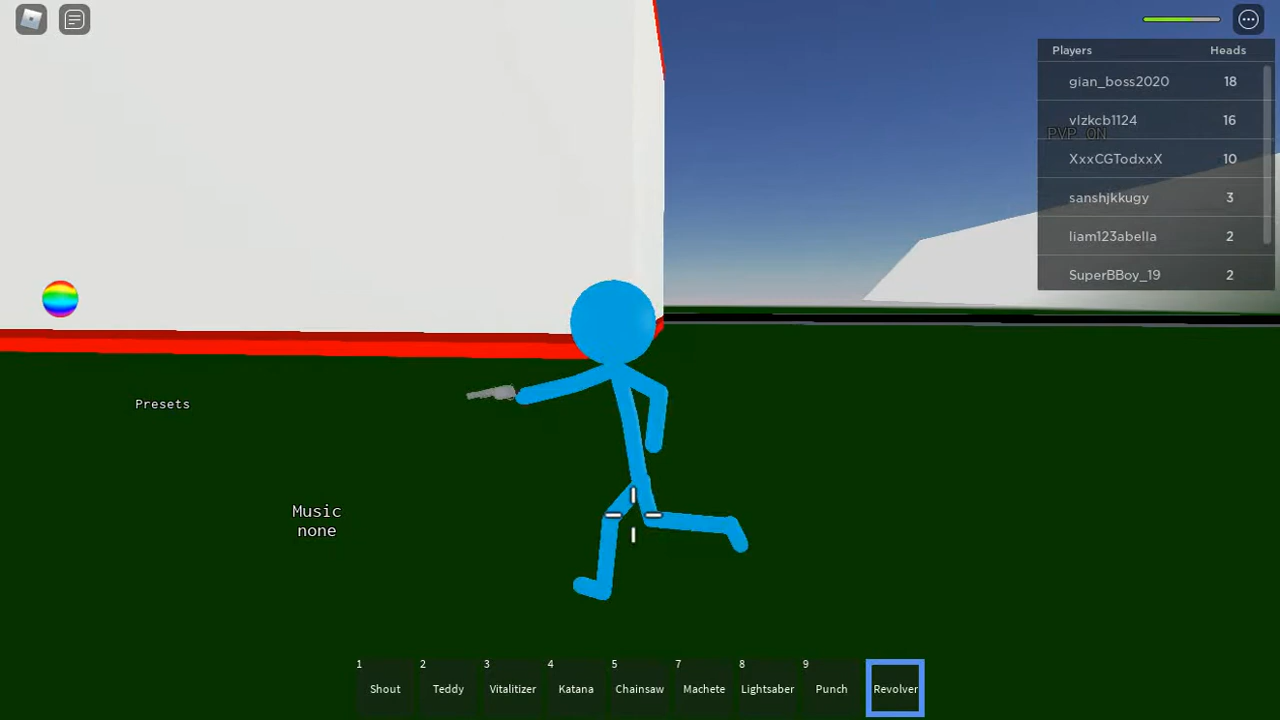 Players Heads
gian_boss2020 18
vlzkcb1124 16
PVP ON
XxxCGTodxxX 10
sanshjkkugy 3
liam123abella 2
SuperBBoy_19 2
Presets
Music
none
1 2 3 4 5 7 8 9
Shout Teddy Vitalitizer Katana Chainsaw Machete Lightsaber Punch Revolver